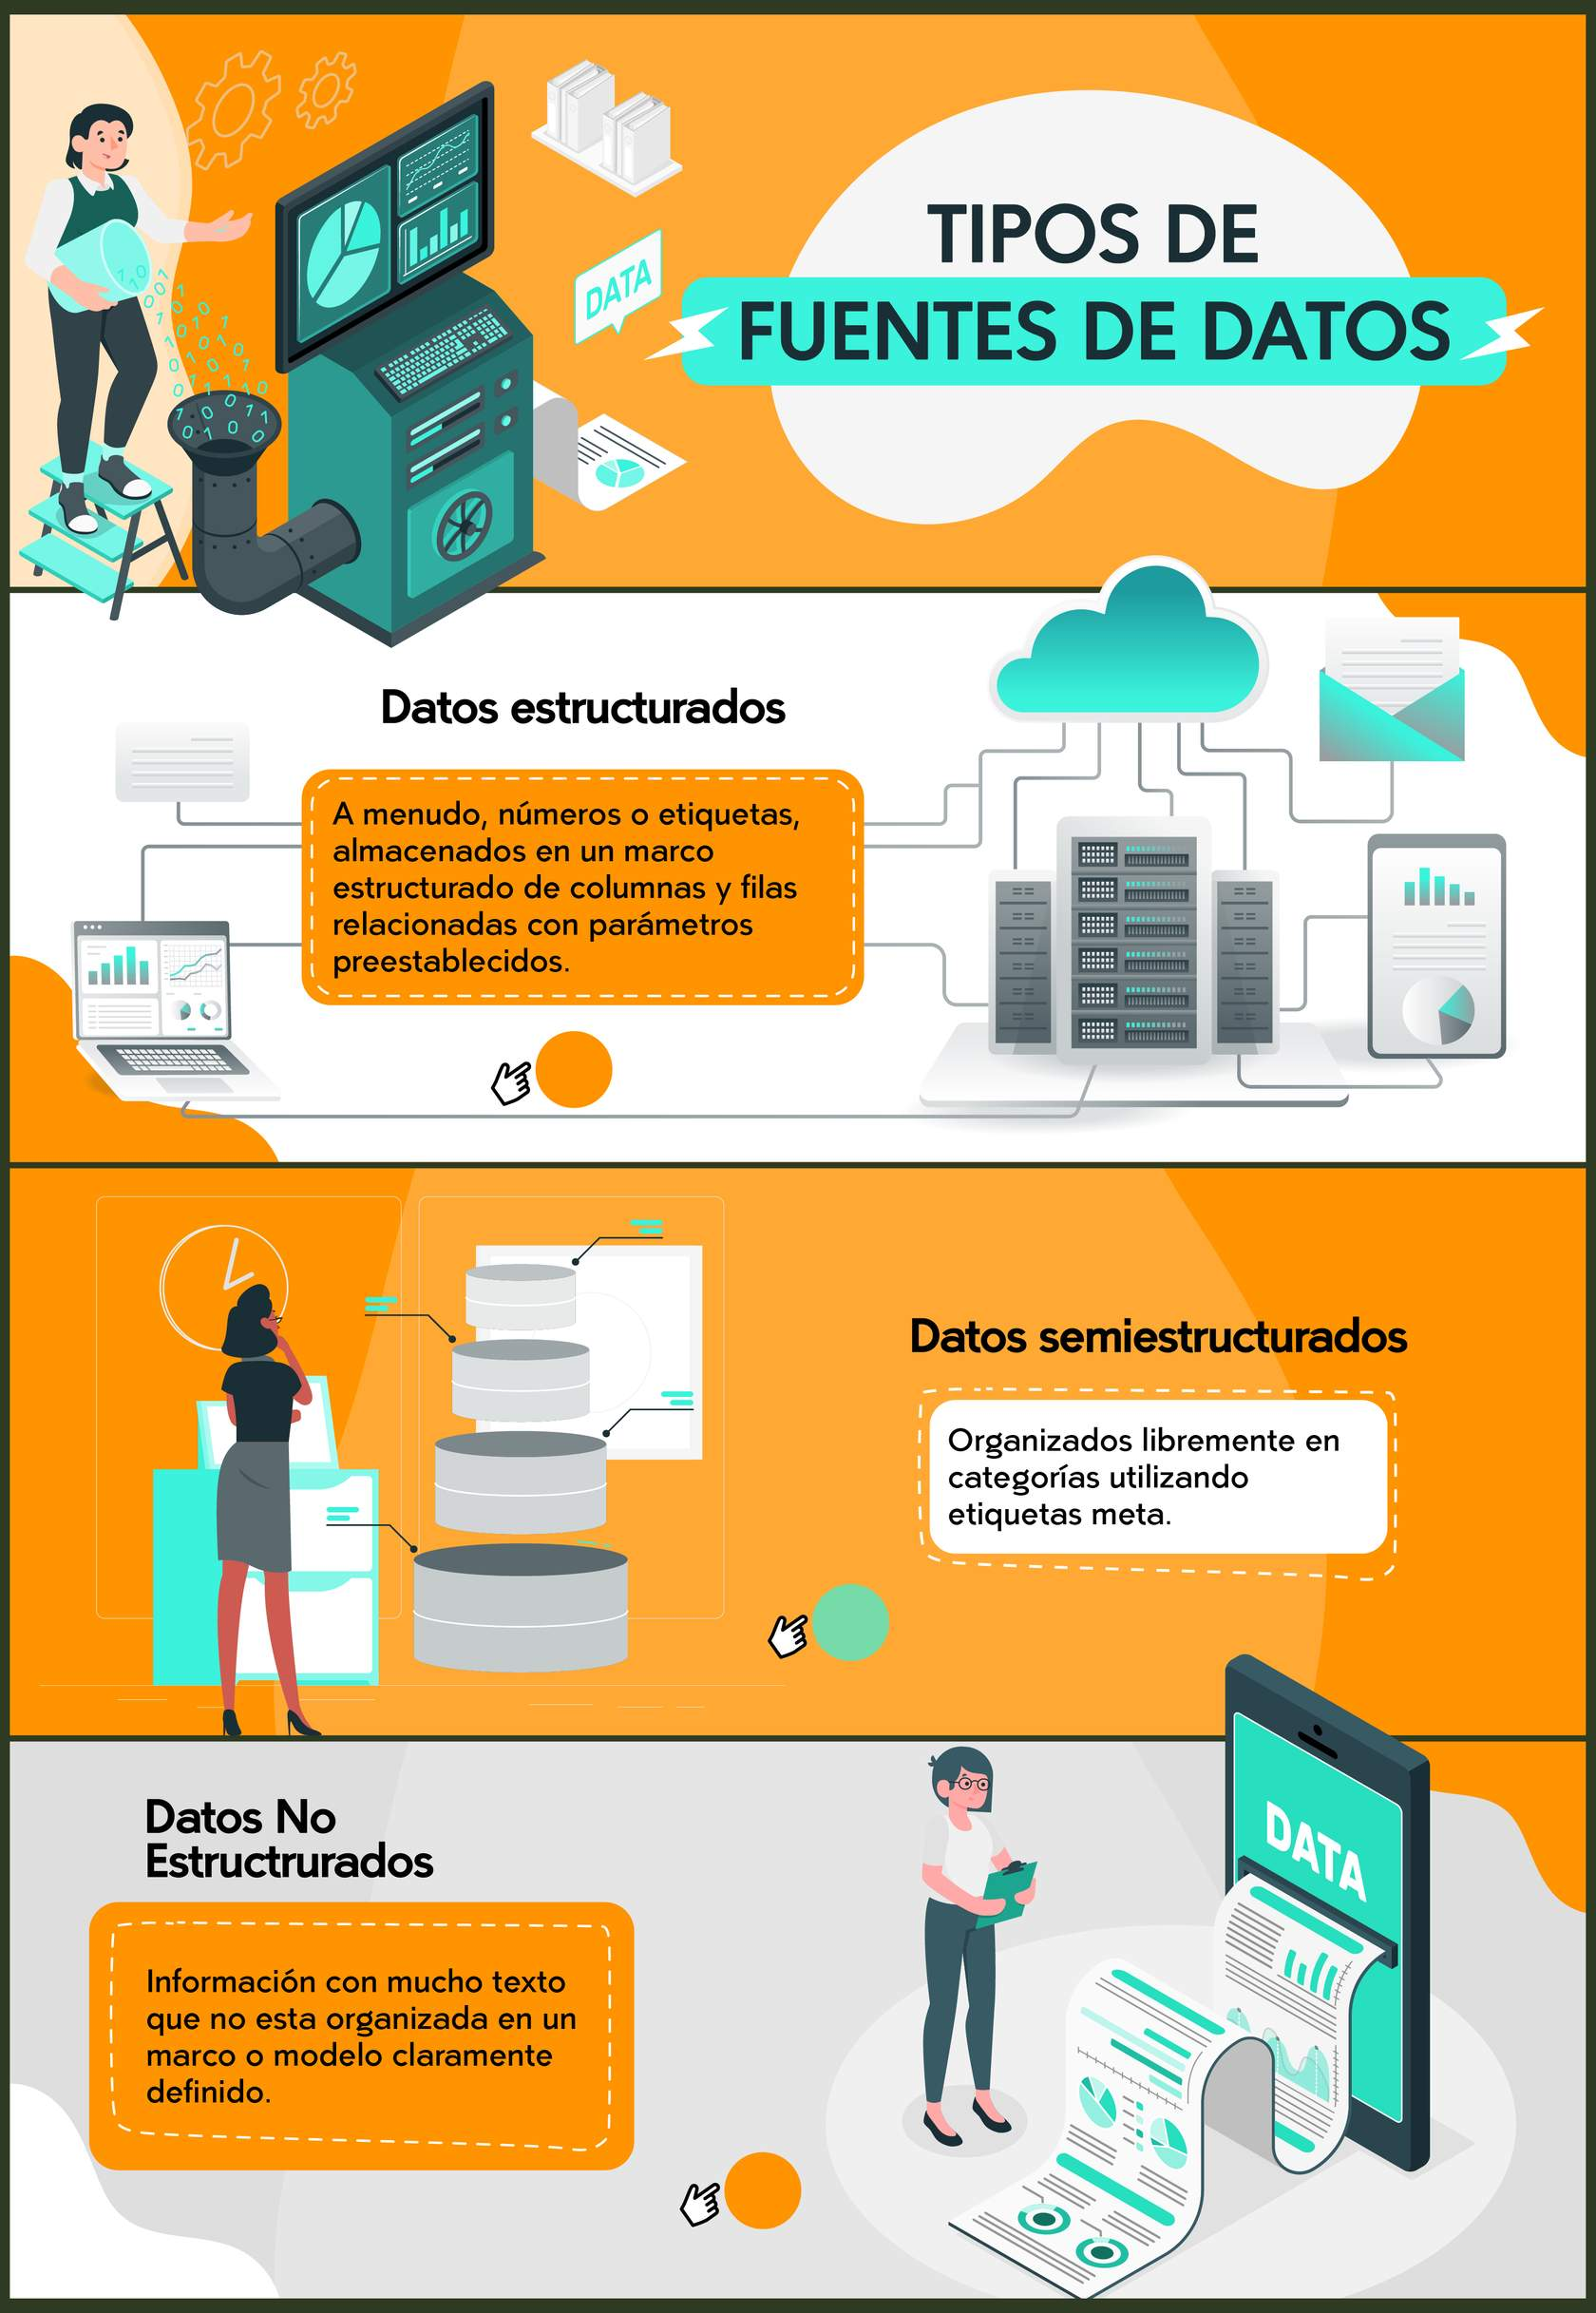 TIPOS DE
FUENTES DE DATOS
DATA
Datos estructurados
A menudo, números o etiquetas,
almacenados en un marco
estructurado de columnas y filas
relacionadas con parámetros
preestablecidos.
Datos semiestructurados
Organizados libremente en
categorías utilizando
etiquetas meta.
Datos No
Estructrurados
Información con mucho texto
que no esta organizada en un
marco o modelo claramente
definido.
DATA